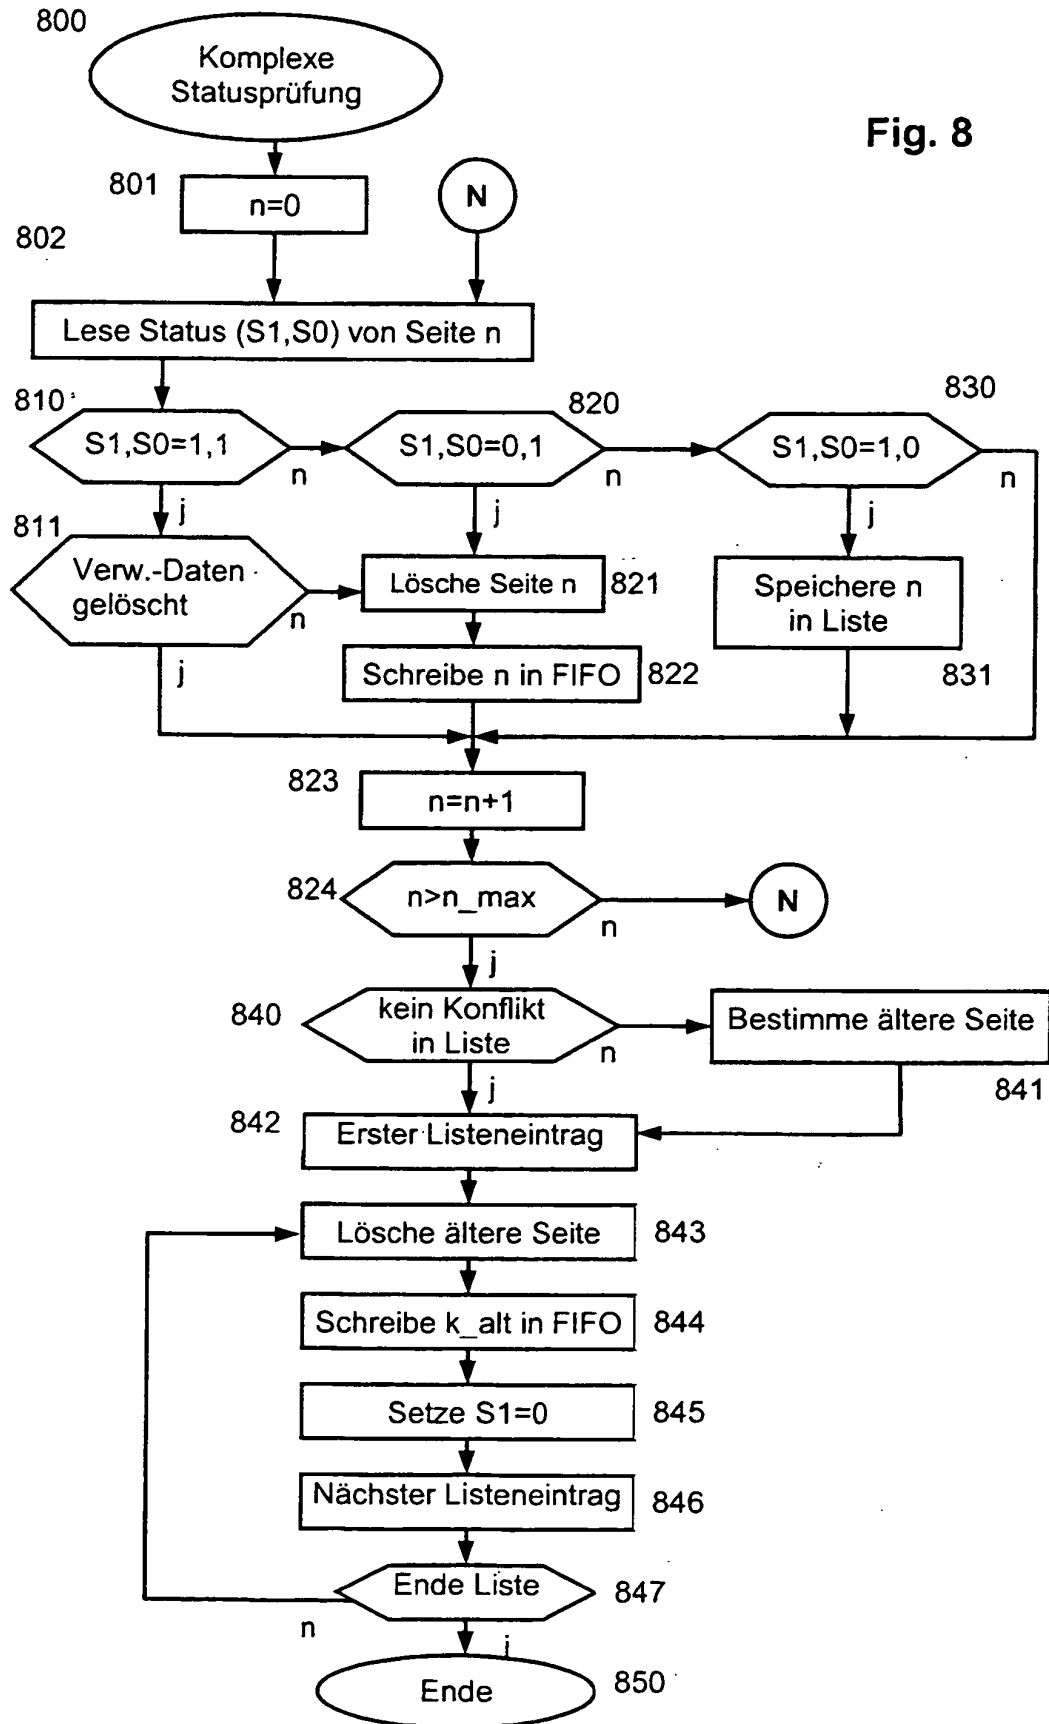 800
Komplexe
Statusprüfung
Fig. 8
801
n=0
N
802
Lese Status (S1,S0) von Seite n
810
S1,S0=1,1
n
j
820
S1,S0=0,1
n
j
830
S1,S0=1,0
n
j
811
Verw.-Daten
gelöscht
n
j
Lösche Seite n
821
Speichere n
in Liste
831
Schreibe n in FIFO
822
823
n=n+1
824
n>n_max
n
N
j
840
kein Konflikt
in Liste
n
j
Bestimme ältere Seite
841
842
Erster Listeneintrag
Lösche ältere Seite
843
Schreibe k_alt in FIFO
844
Setze S1=0
845
Nächster Listeneintrag
846
Ende Liste
847
n
j
Ende
850